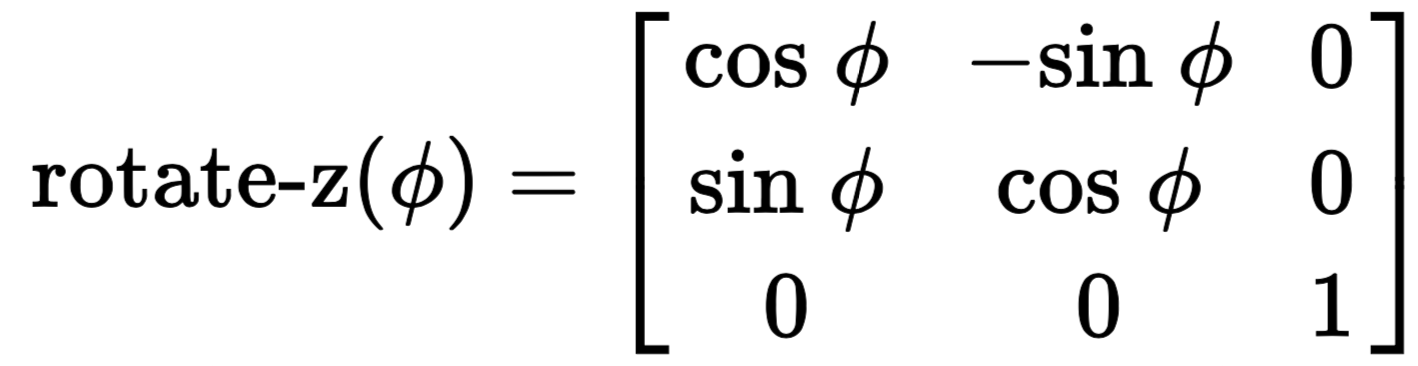 rotate-z(ϕ) = [ cos ϕ −sin ϕ 0
sin ϕ cos ϕ 0
0 0 1 ]